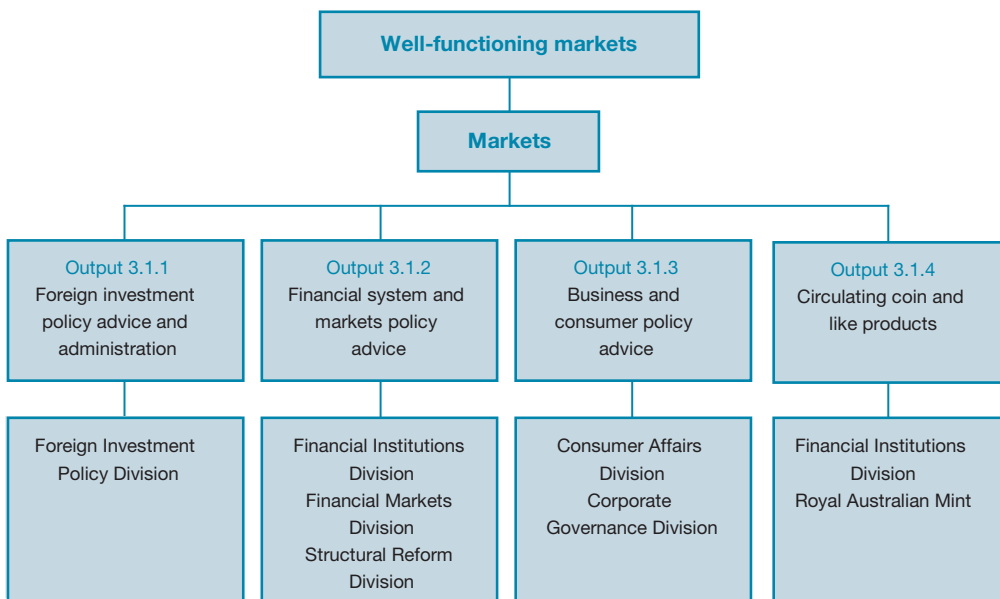 Well-functioning markets
Markets
Output 3.1.1
Foreign investment
policy advice and
administration
Output 3.1.2
Financial system and
markets policy
advice
Output 3.1.3
Business and
consumer policy
advice
Output 3.1.4
Circulating coin and
like products
Foreign Investment
Policy Division
Financial Institutions
Division
Financial Markets
Division
Structural Reform
Division
Consumer Affairs
Division
Corporate
Governance Division
Financial Institutions
Division
Royal Australian Mint